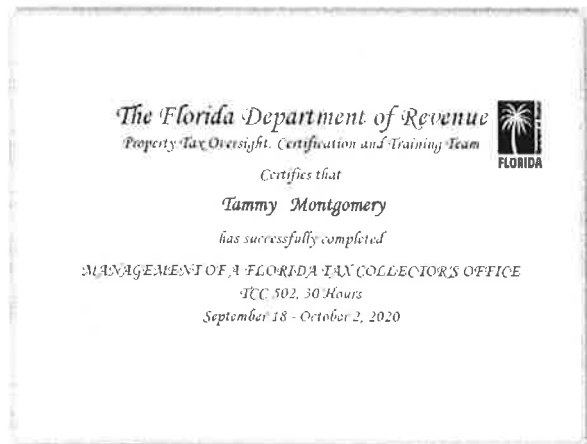 The Florida Department of Revenue
Property Tax Oversight, Certification and Training Team
FLORIDA
Certifies that
Tammy Montgomery
has successfully completed
MANAGEMENT OF A FLORIDA TAX COLLECTOR'S OFFICE
TCC 502, 30 Hours
September 18 - October 2, 2020